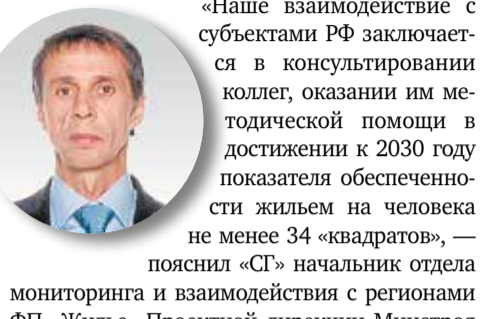 «Наше взаимодействие с
субъектами РФ заключает-
ся в консультировании
коллег, оказании им ме-
тодической помощи в
достижении к 2030 году
показателя обеспеченно-
сти жильем на человека
не менее 34 «квадратов», —
пояснил «СГ» начальник отдела
мониторинга и взаимодействия с регионами
ФП «Жилье» Проектной дирекции Минстроя